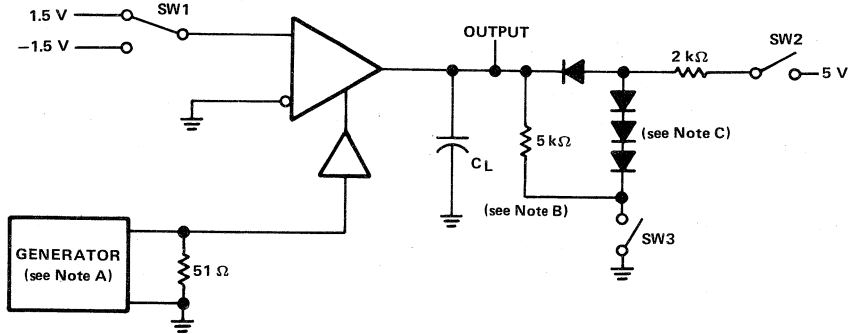 SW1
1.5 V
−1.5 V
OUTPUT
2 kΩ
SW2
5 V
5 kΩ
(see Note C)
CL
(see Note B)
SW3
GENERATOR
(see Note A)
51 Ω